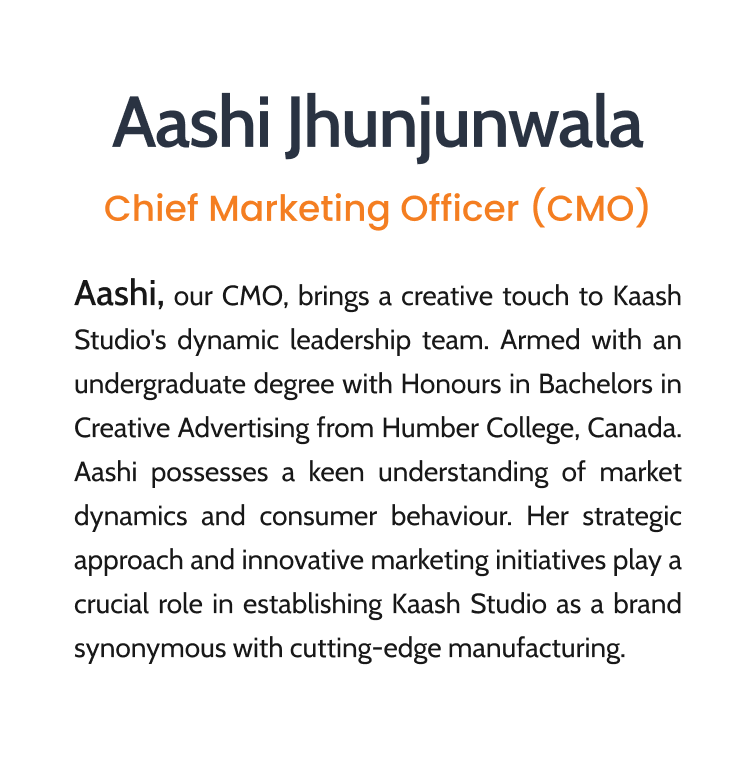 Aashi Jhunjunwala
Chief Marketing Officer (CMO)
Aashi, our CMO, brings a creative touch to Kaash
Studio's dynamic leadership team. Armed with an
undergraduate degree with Honours in Bachelors in
Creative Advertising from Humber College, Canada.
Aashi possesses a keen understanding of market
dynamics and consumer behaviour. Her strategic
approach and innovative marketing initiatives play a
crucial role in establishing Kaash Studio as a brand
synonymous with cutting-edge manufacturing.